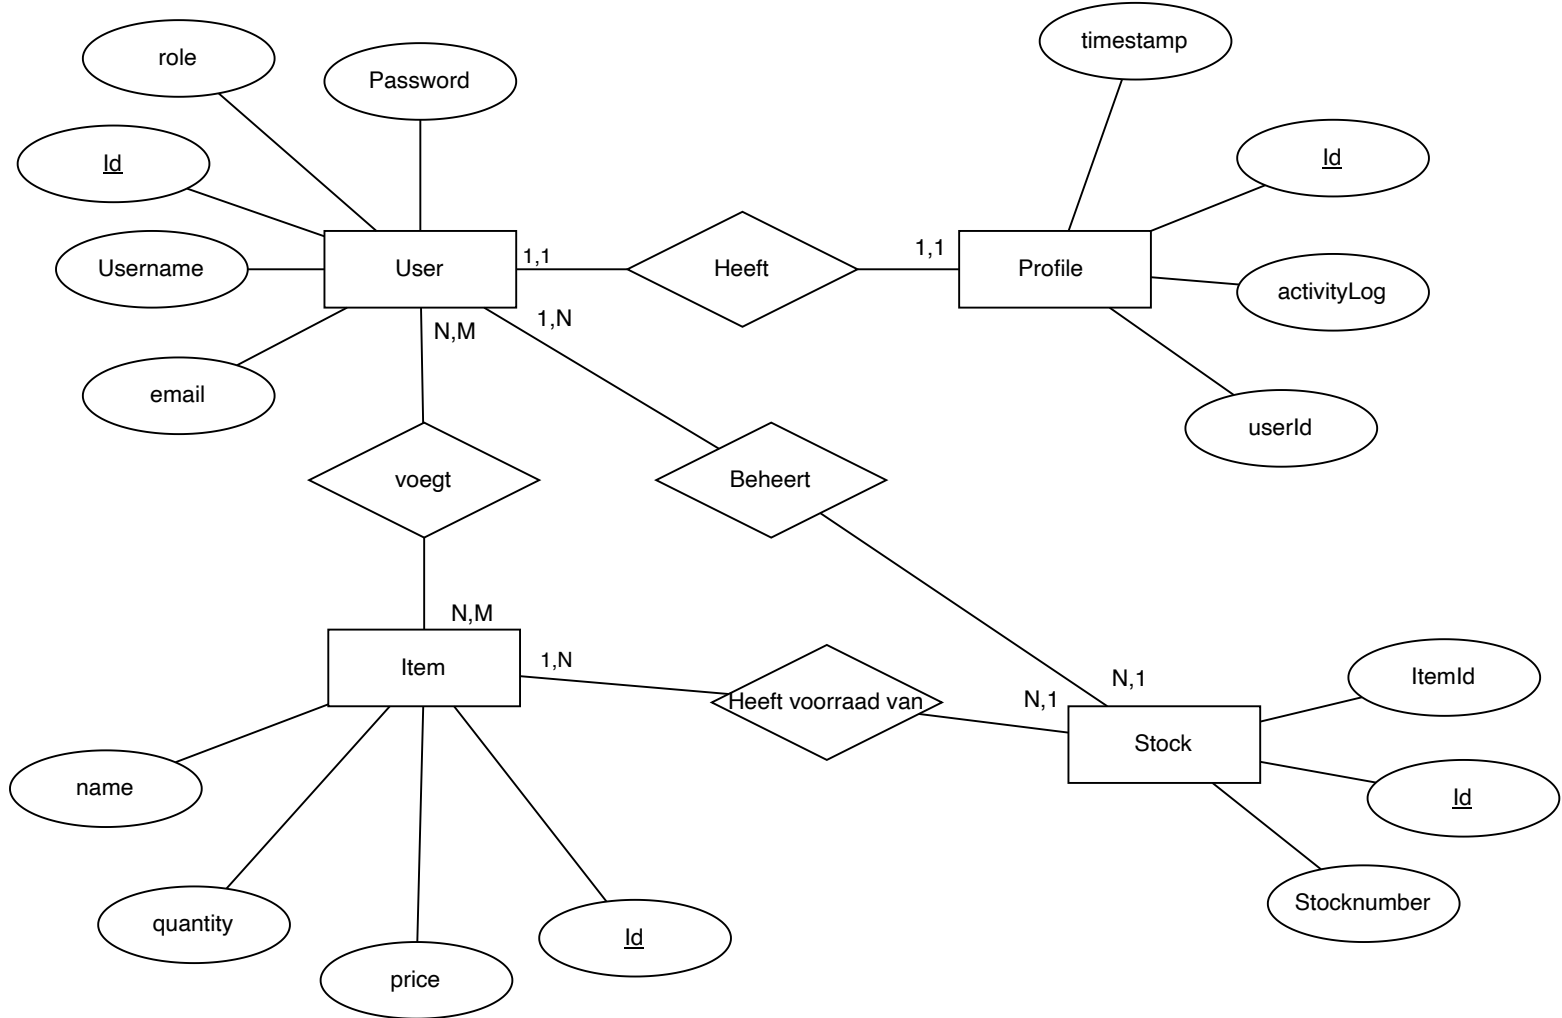 timestamp
role
Password
Id
Id
User
1,1
Heeft
1,1
Profile
Username
activityLog
N,M
1,N
email
userId
voegt
Beheert
N,M
Item
1,N
Heeft voorraad van
N,1
N,1
Stock
ItemId
name
Id
quantity
Id
Stocknumber
price